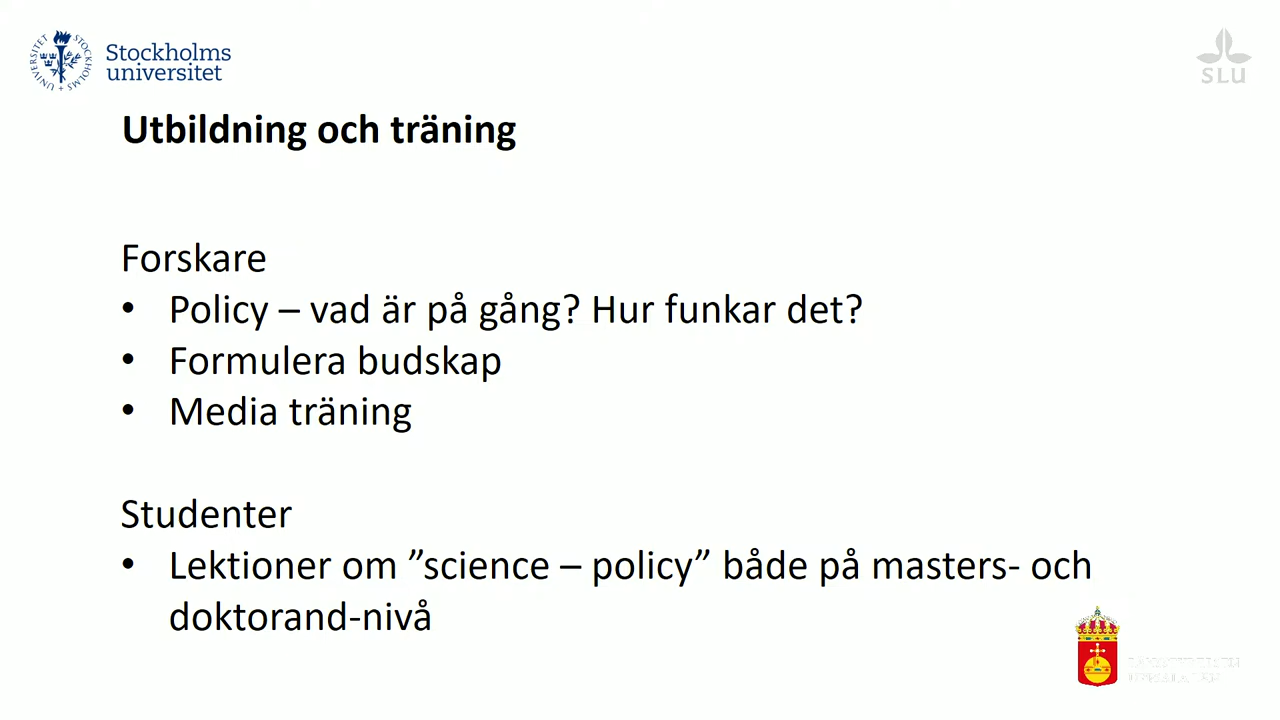 Stockholms
universitet
SLU
Utbildning och träning
Forskare
• Policy – vad är på gång? Hur funkar det?
• Formulera budskap
• Media träning
Studenter
• Lektioner om ”science – policy” både på masters- och
doktorand-nivå